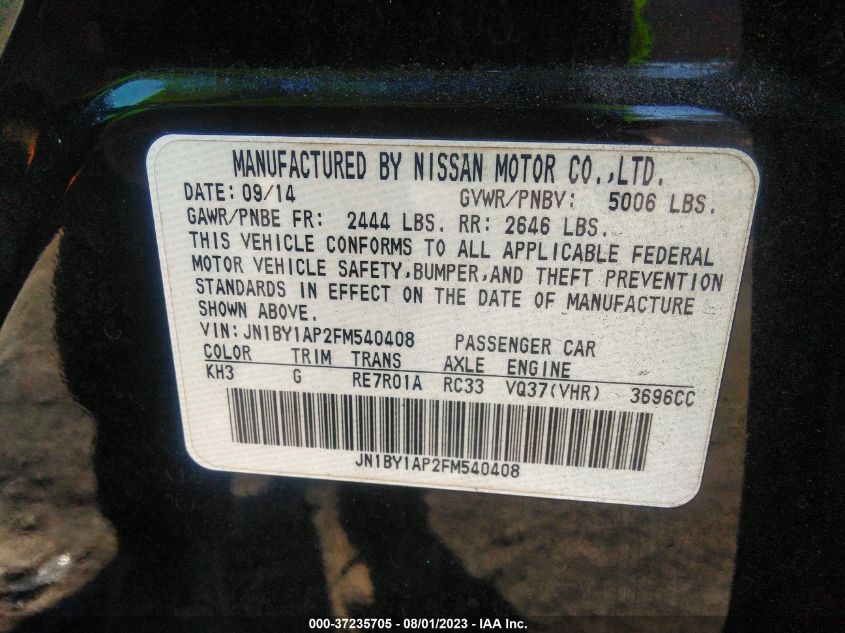 MANUFACTURED BY NISSAN MOTOR CO.,LTD.
DATE: 09/14 GVWR/PNBV: 5006 LBS.
GAWR/PNBE FR: 2444 LBS. RR: 2646 LBS.
THIS VEHICLE CONFORMS TO ALL APPLICABLE FEDERAL
MOTOR VEHICLE SAFETY,BUMPER,AND THEFT PREVENTION
STANDARDS IN EFFECT ON THE DATE OF MANUFACTURE
SHOWN ABOVE.
VIN:JN1BY1AP2FM540408 PASSENGER CAR
COLOR TRIM TRANS AXLE ENGINE
KH3 G RE7R01A RC33 VQ37(VHR) 3696CC
JN1BY1AP2FM540408
000-37235705 - 08/01/2023 - IAA Inc.